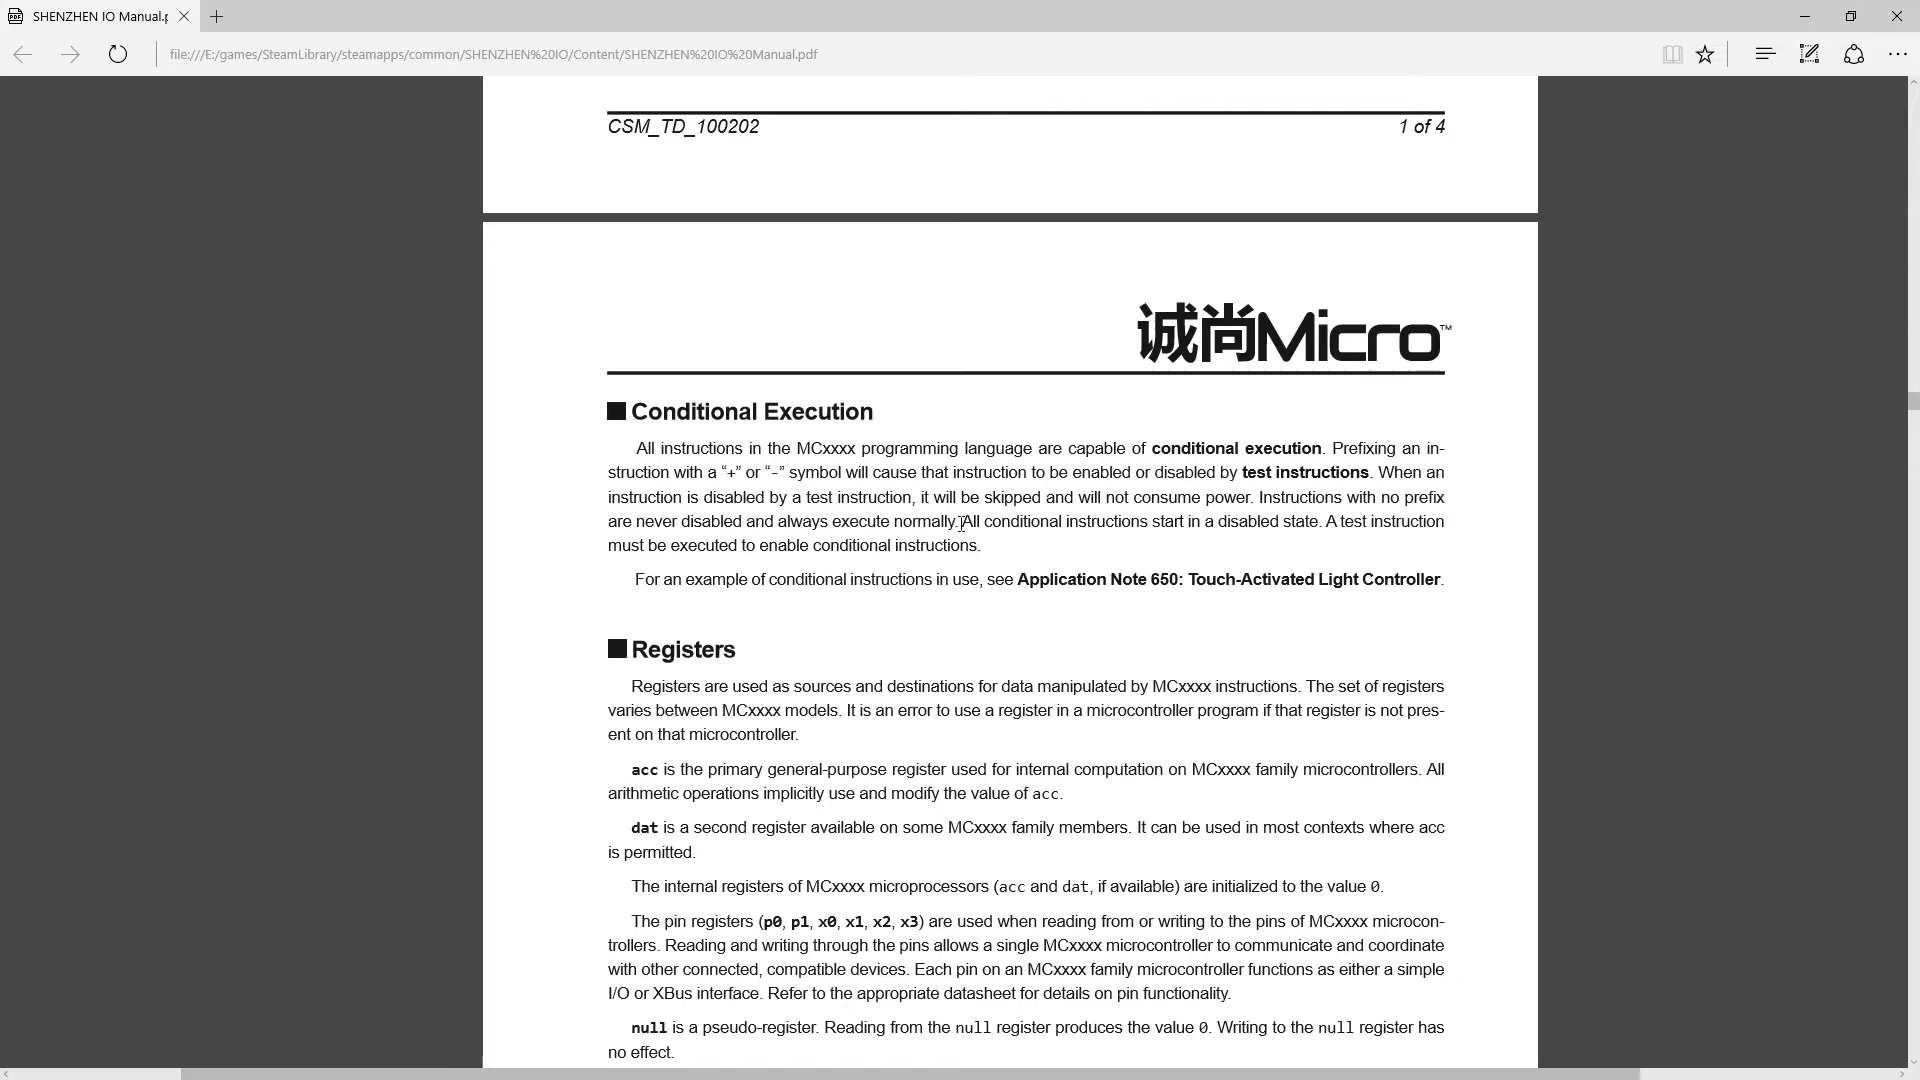 SHENZHEN IO Manual.p
file:///E:/games/SteamLibrary/steamapps/common/SHENZHEN%20IO/Content/SHENZHEN%20IO%20Manual.pdf
CSM_TD_100202 1 of 4
诚尚Micro™
Conditional Execution
All instructions in the MCxxxx programming language are capable of conditional execution. Prefixing an in-
struction with a “+” or “-” symbol will cause that instruction to be enabled or disabled by test instructions. When an
instruction is disabled by a test instruction, it will be skipped and will not consume power. Instructions with no prefix
are never disabled and always execute normally. All conditional instructions start in a disabled state. A test instruction
must be executed to enable conditional instructions.
For an example of conditional instructions in use, see Application Note 650: Touch-Activated Light Controller.
Registers
Registers are used as sources and destinations for data manipulated by MCxxxx instructions. The set of registers
varies between MCxxxx models. It is an error to use a register in a microcontroller program if that register is not pres-
ent on that microcontroller.
acc is the primary general-purpose register used for internal computation on MCxxxx family microcontrollers. All
arithmetic operations implicitly use and modify the value of acc.
dat is a second register available on some MCxxxx family members. It can be used in most contexts where acc
is permitted.
The internal registers of MCxxxx microprocessors (acc and dat, if available) are initialized to the value 0.
The pin registers (p0, p1, x0, x1, x2, x3) are used when reading from or writing to the pins of MCxxxx microcon-
trollers. Reading and writing through the pins allows a single MCxxxx microcontroller to communicate and coordinate
with other connected, compatible devices. Each pin on an MCxxxx family microcontroller functions as either a simple
I/O or XBus interface. Refer to the appropriate datasheet for details on pin functionality.
null is a pseudo-register. Reading from the null register produces the value 0. Writing to the null register has
no effect.